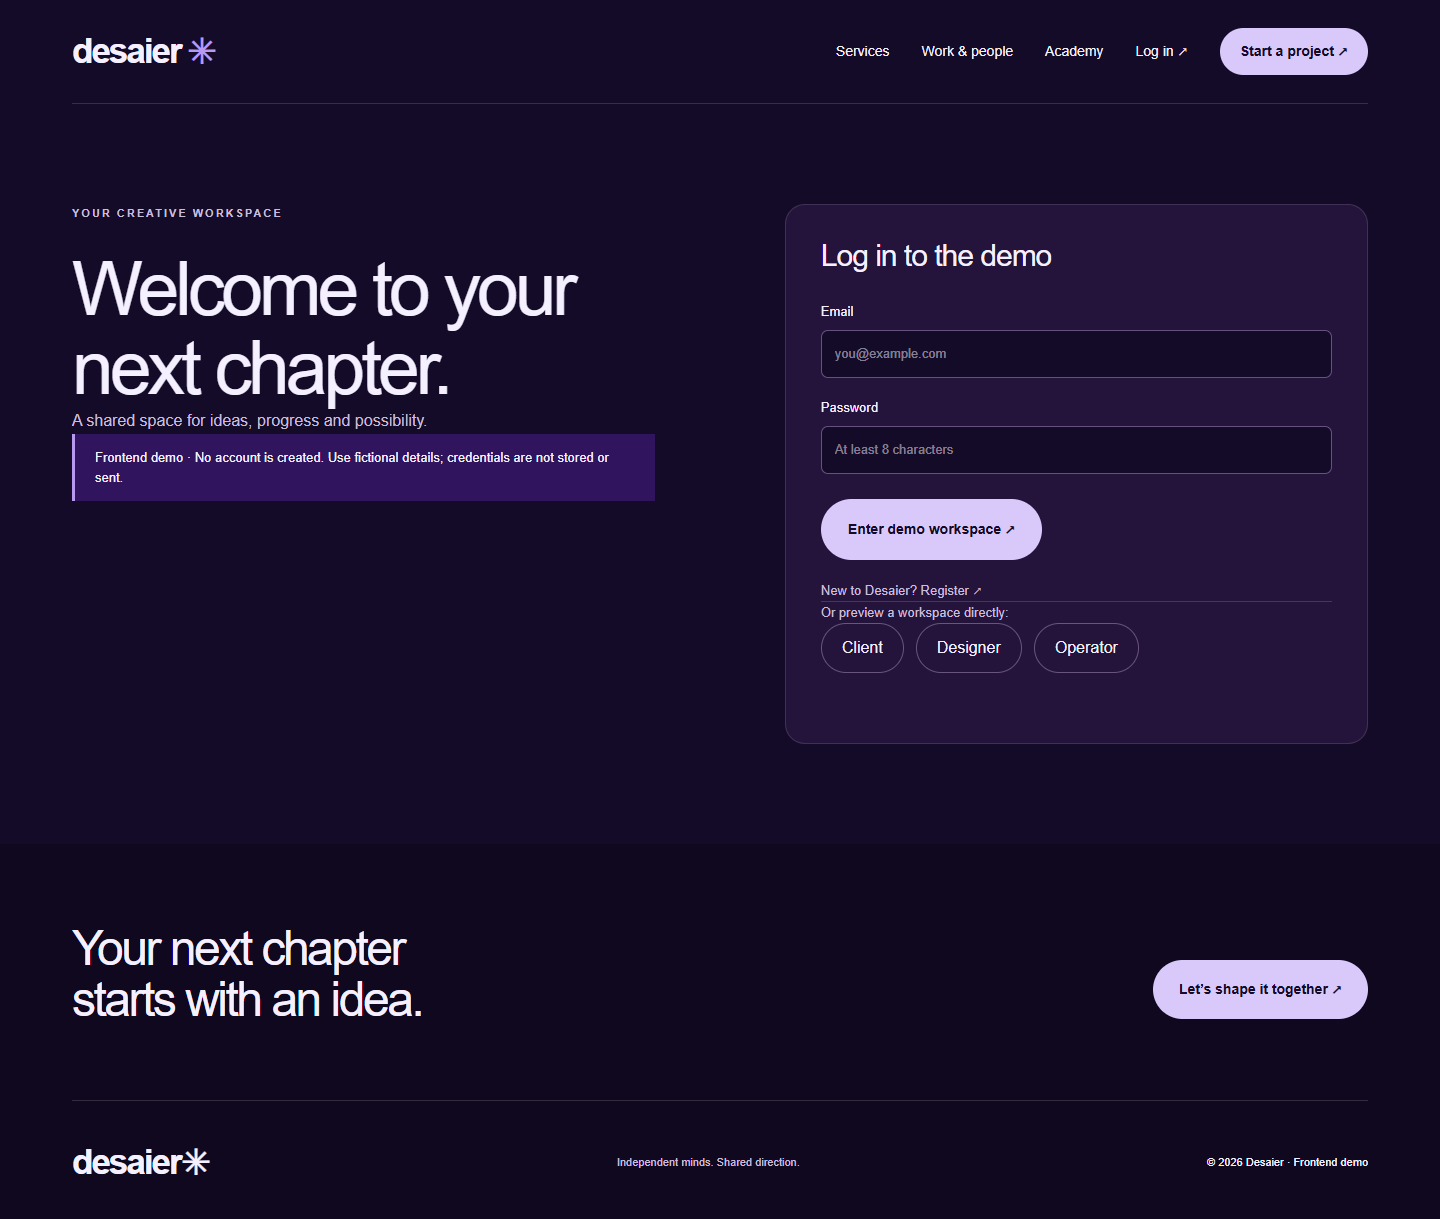 desaier
Services
Work & people
Academy
Log in ↗
Start a project ↗
YOUR CREATIVE WORKSPACE
Welcome to your
next chapter.
A shared space for ideas, progress and possibility.
Frontend demo · No account is created. Use fictional details; credentials are not stored or
sent.
Log in to the demo
Email
you@example.com
Password
At least 8 characters
Enter demo workspace ↗
New to Desaier? Register ↗
Or preview a workspace directly:
Client
Designer
Operator
Your next chapter
starts with an idea.
Let’s shape it together ↗
desaier
Independent minds. Shared direction.
© 2026 Desaier · Frontend demo